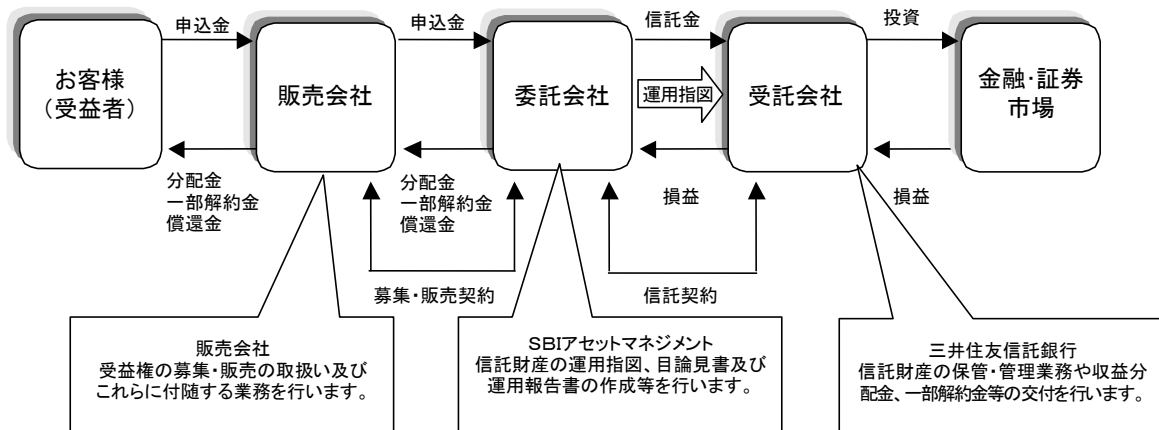 申込金
申込金
信託金
投資
お客様
（受益者）
販売会社
委託会社
運用指図
受託会社
金融・証券
市場
分配金
一部解約金
償還金
分配金
一部解約金
償還金
損益
損益
募集・販売契約
信託契約
販売会社
受益権の募集・販売の取扱い及び
これらに付随する業務を行います。
SBIアセットマネジメント
信託財産の運用指図、目論見書及び
運用報告書の作成等を行います。
三井住友信託銀行
信託財産の保管・管理業務や収益分
配金、一部解約金等の交付を行います。